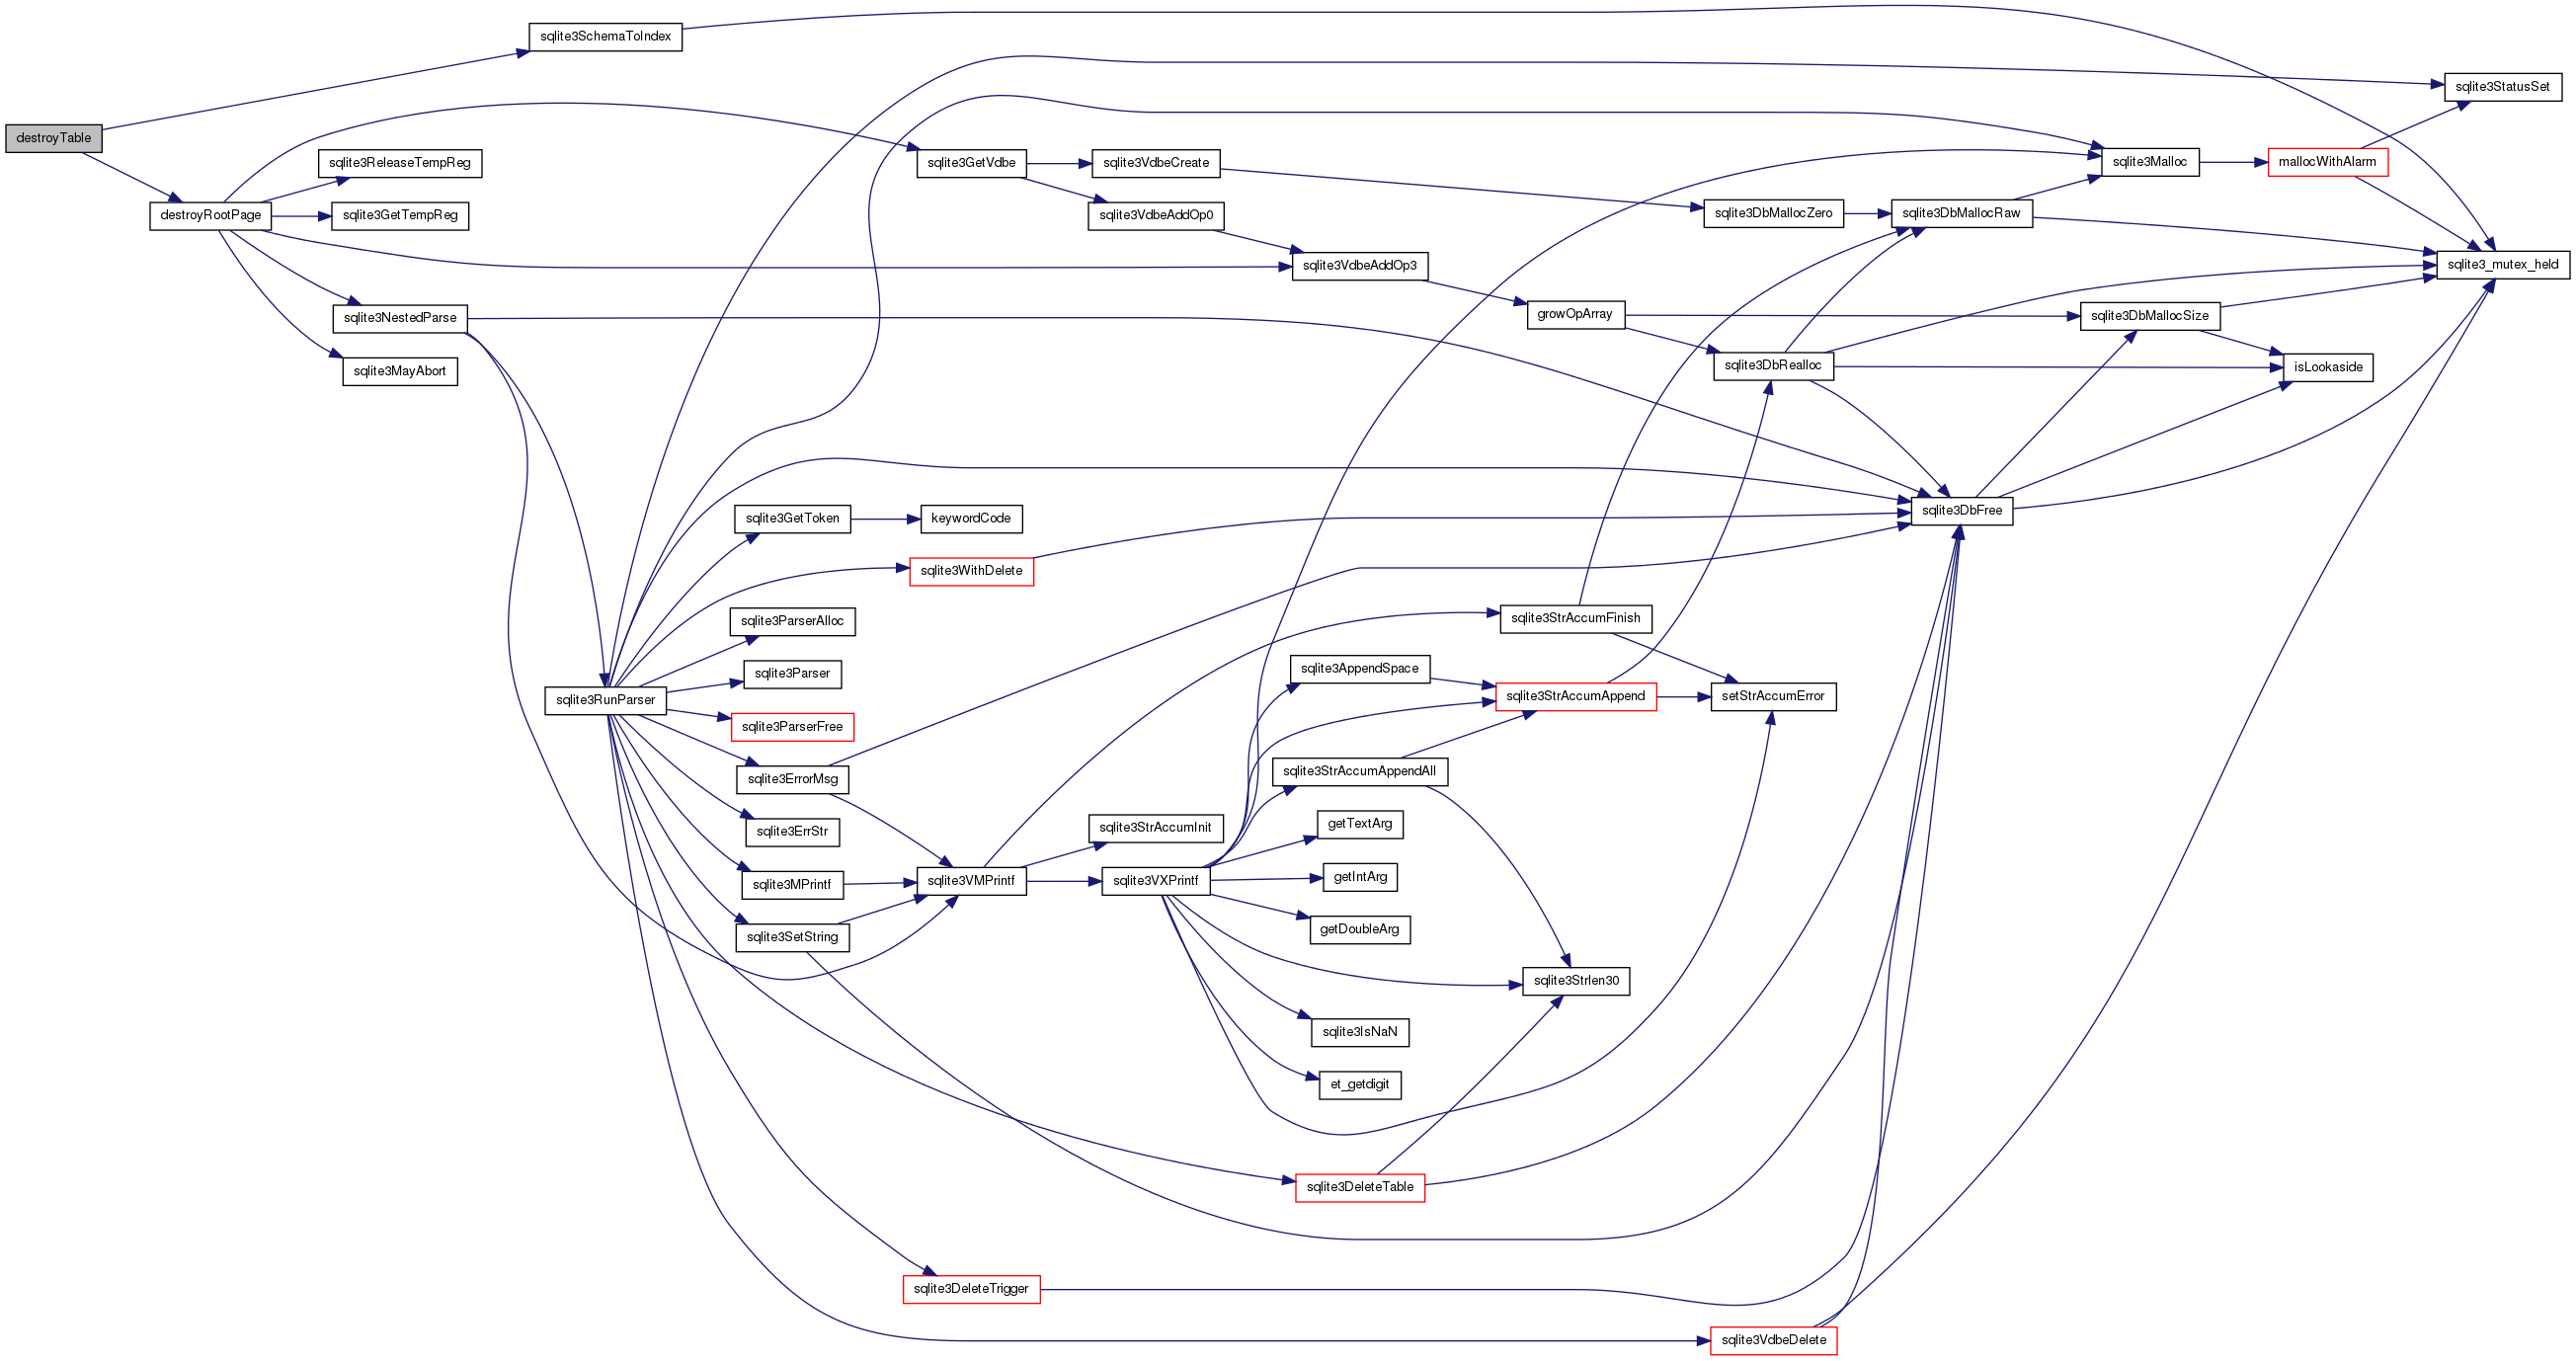 sqlite3SchemaToIndex
sqlite3StatusSet
destroyTable
sqlite3ReleaseTempReg
sqlite3GetVdbe
sqlite3VdbeCreate
sqlite3Malloc
mallocWithAlarm
destroyRootPage
sqlite3GetTempReg
sqlite3VdbeAddOp0
sqlite3DbMallocZero
sqlite3DbMallocRaw
sqlite3VdbeAddOp3
sqlite3_mutex_held
sqlite3NestedParse
growOpArray
sqlite3DbMallocSize
sqlite3MayAbort
sqlite3DbRealloc
isLookaside
sqlite3GetToken
keywordCode
sqlite3DbFree
sqlite3WithDelete
sqlite3ParserAlloc
sqlite3StrAccumFinish
sqlite3Parser
sqlite3AppendSpace
sqlite3RunParser
sqlite3StrAccumAppend
setStrAccumError
sqlite3ParserFree
sqlite3ErrorMsg
sqlite3StrAccumAppendAll
sqlite3ErrStr
sqlite3StrAccumInit
getTextArg
sqlite3MPrintf
sqlite3VMPrintf
sqlite3VXPrintf
getIntArg
sqlite3SetString
getDoubleArg
sqlite3Strlen30
sqlite3IsNaN
et_getdigit
sqlite3DeleteTable
sqlite3DeleteTrigger
sqlite3VdbeDelete